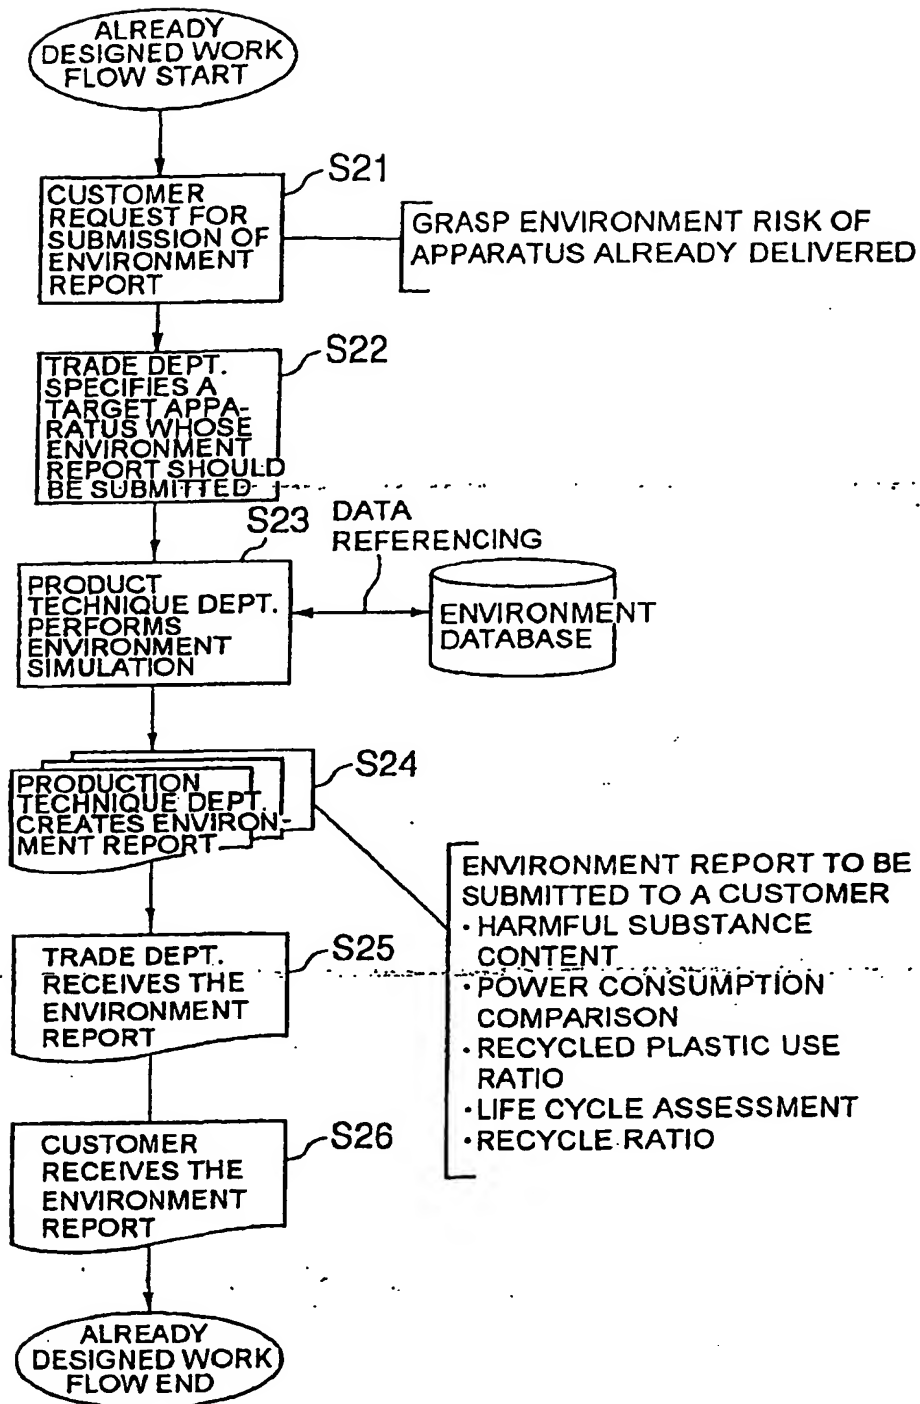 ALREADY
DESIGNED WORK
FLOW START
S21
CUSTOMER
REQUEST FOR
SUBMISSION OF
ENVIRONMENT
REPORT
GRASP ENVIRONMENT RISK OF
APPARATUS ALREADY DELIVERED
S22
TRADE DEPT.
SPECIFIES A
TARGET APPA-
RATUS WHOSE
ENVIRONMENT
REPORT SHOULD
BE SUBMITTED
S23
DATA
REFERENCING
PRODUCT
TECHNIQUE DEPT.
PERFORMS
ENVIRONMENT
SIMULATION
ENVIRONMENT
DATABASE
S24
PRODUCTION
TECHNIQUE DEPT.
CREATES ENVIRON-
MENT REPORT
ENVIRONMENT REPORT TO BE
SUBMITTED TO A CUSTOMER
・HARMFUL SUBSTANCE
CONTENT
・POWER CONSUMPTION
COMPARISON
・RECYCLED PLASTIC USE
RATIO
・LIFE CYCLE ASSESSMENT
・RECYCLE RATIO
S25
TRADE DEPT.
RECEIVES THE
ENVIRONMENT
REPORT
S26
CUSTOMER
RECEIVES THE
ENVIRONMENT
REPORT
ALREADY
DESIGNED WORK
FLOW END